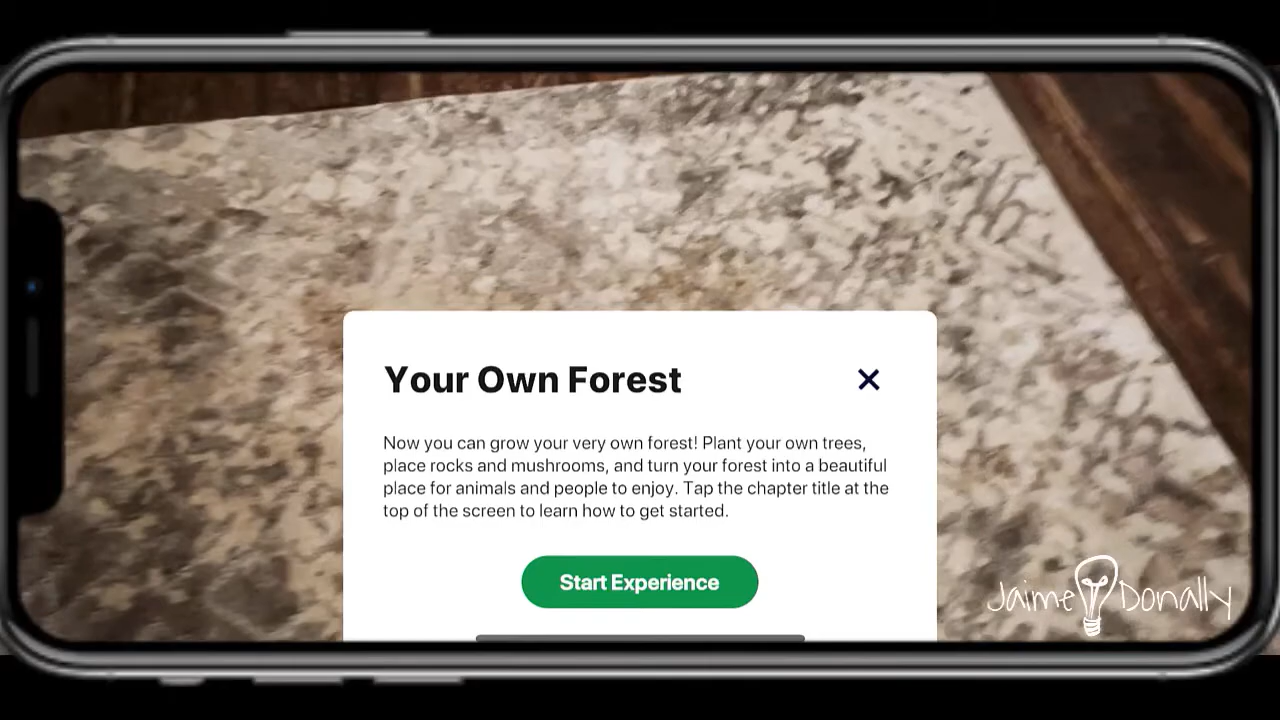 Your Own Forest
Now you can grow your very own forest! Plant your own trees,
place rocks and mushrooms, and turn your forest into a beautiful
place for animals and people to enjoy. Tap the chapter title at the
top of the screen to learn how to get started.
Start Experience
Jaime Donally